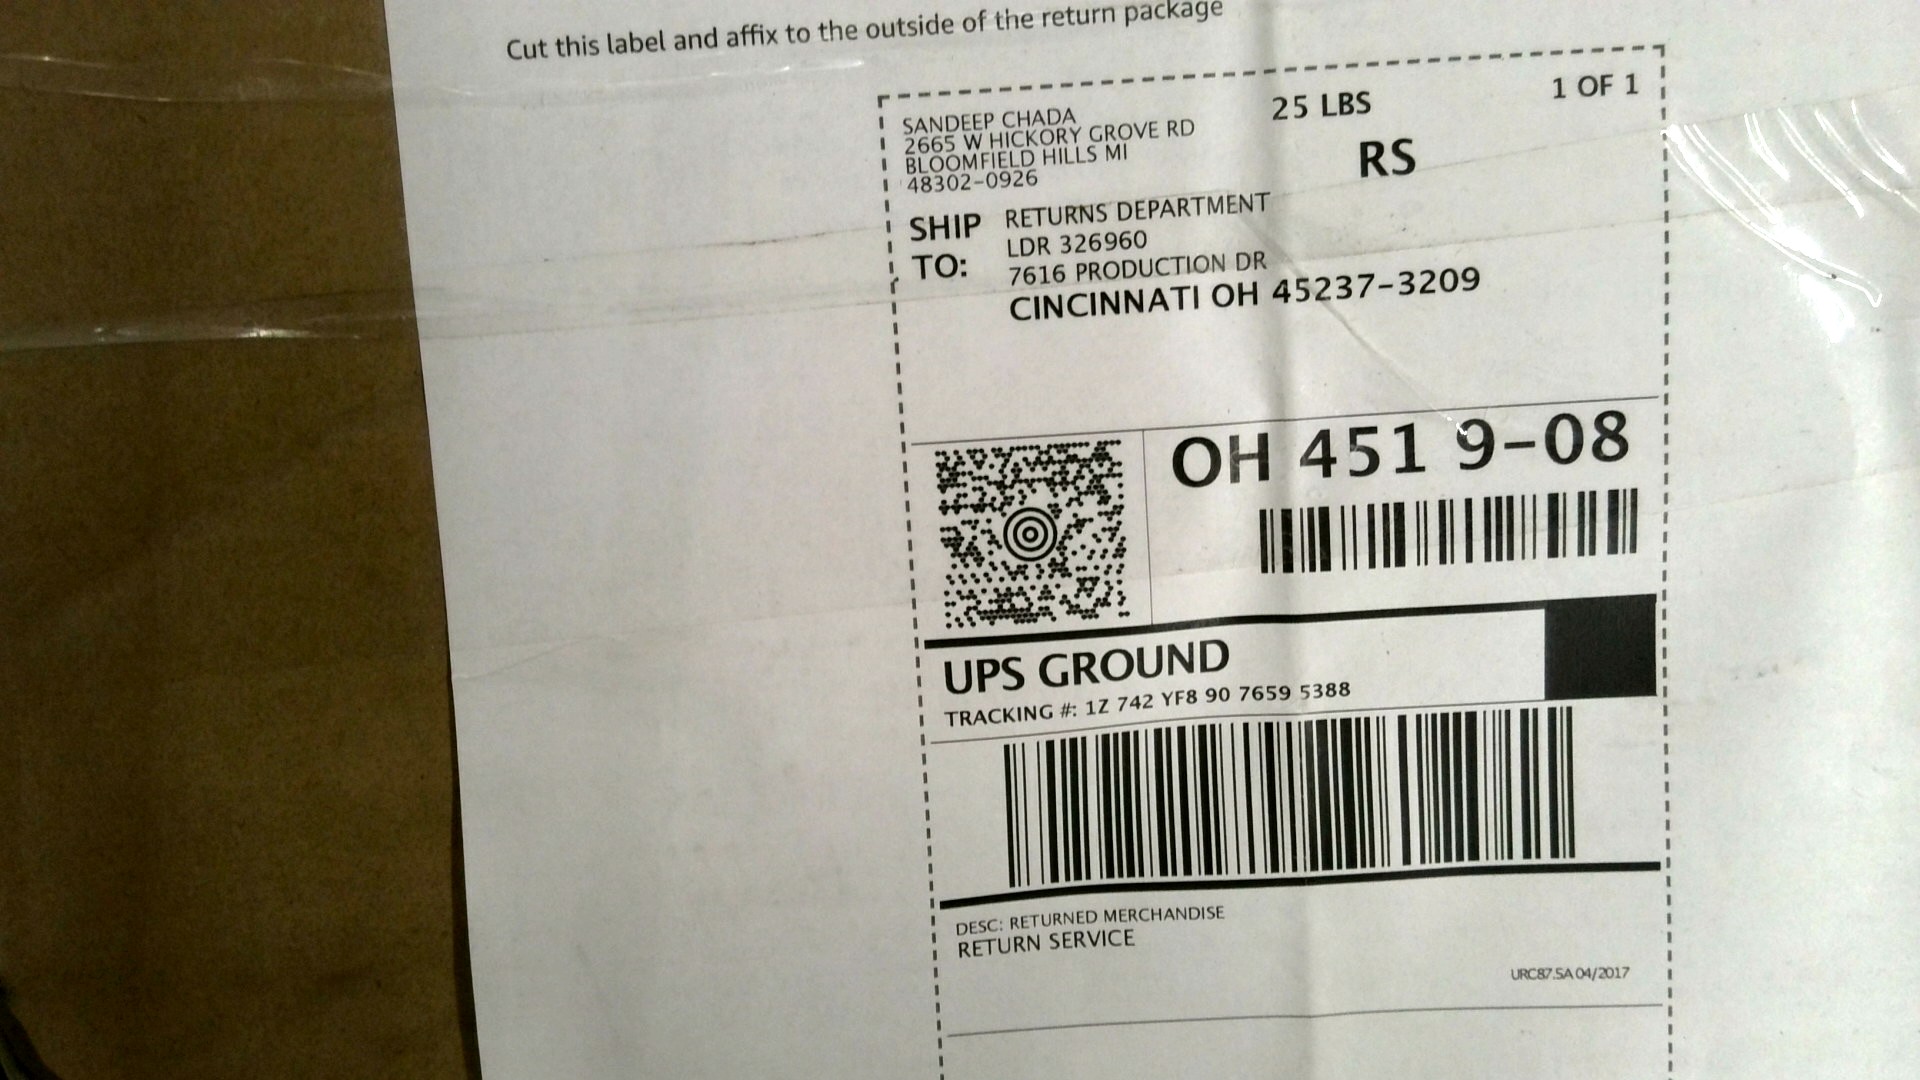 Cut this label and affix to the outside of the return package
SANDEEP CHADA
2665 W HICKORY GROVE RD
BLOOMFIELD HILLS MI
48302-0926
25 LBS
1 OF 1
RS
SHIP TO:
RETURNS DEPARTMENT
LDR 326960
7616 PRODUCTION DR
CINCINNATI OH 45237-3209
OH 451 9-08
UPS GROUND
TRACKING #: 1Z 742 YF8 90 7659 5388
DESC: RETURNED MERCHANDISE
RETURN SERVICE
URC87.5A 04/2017